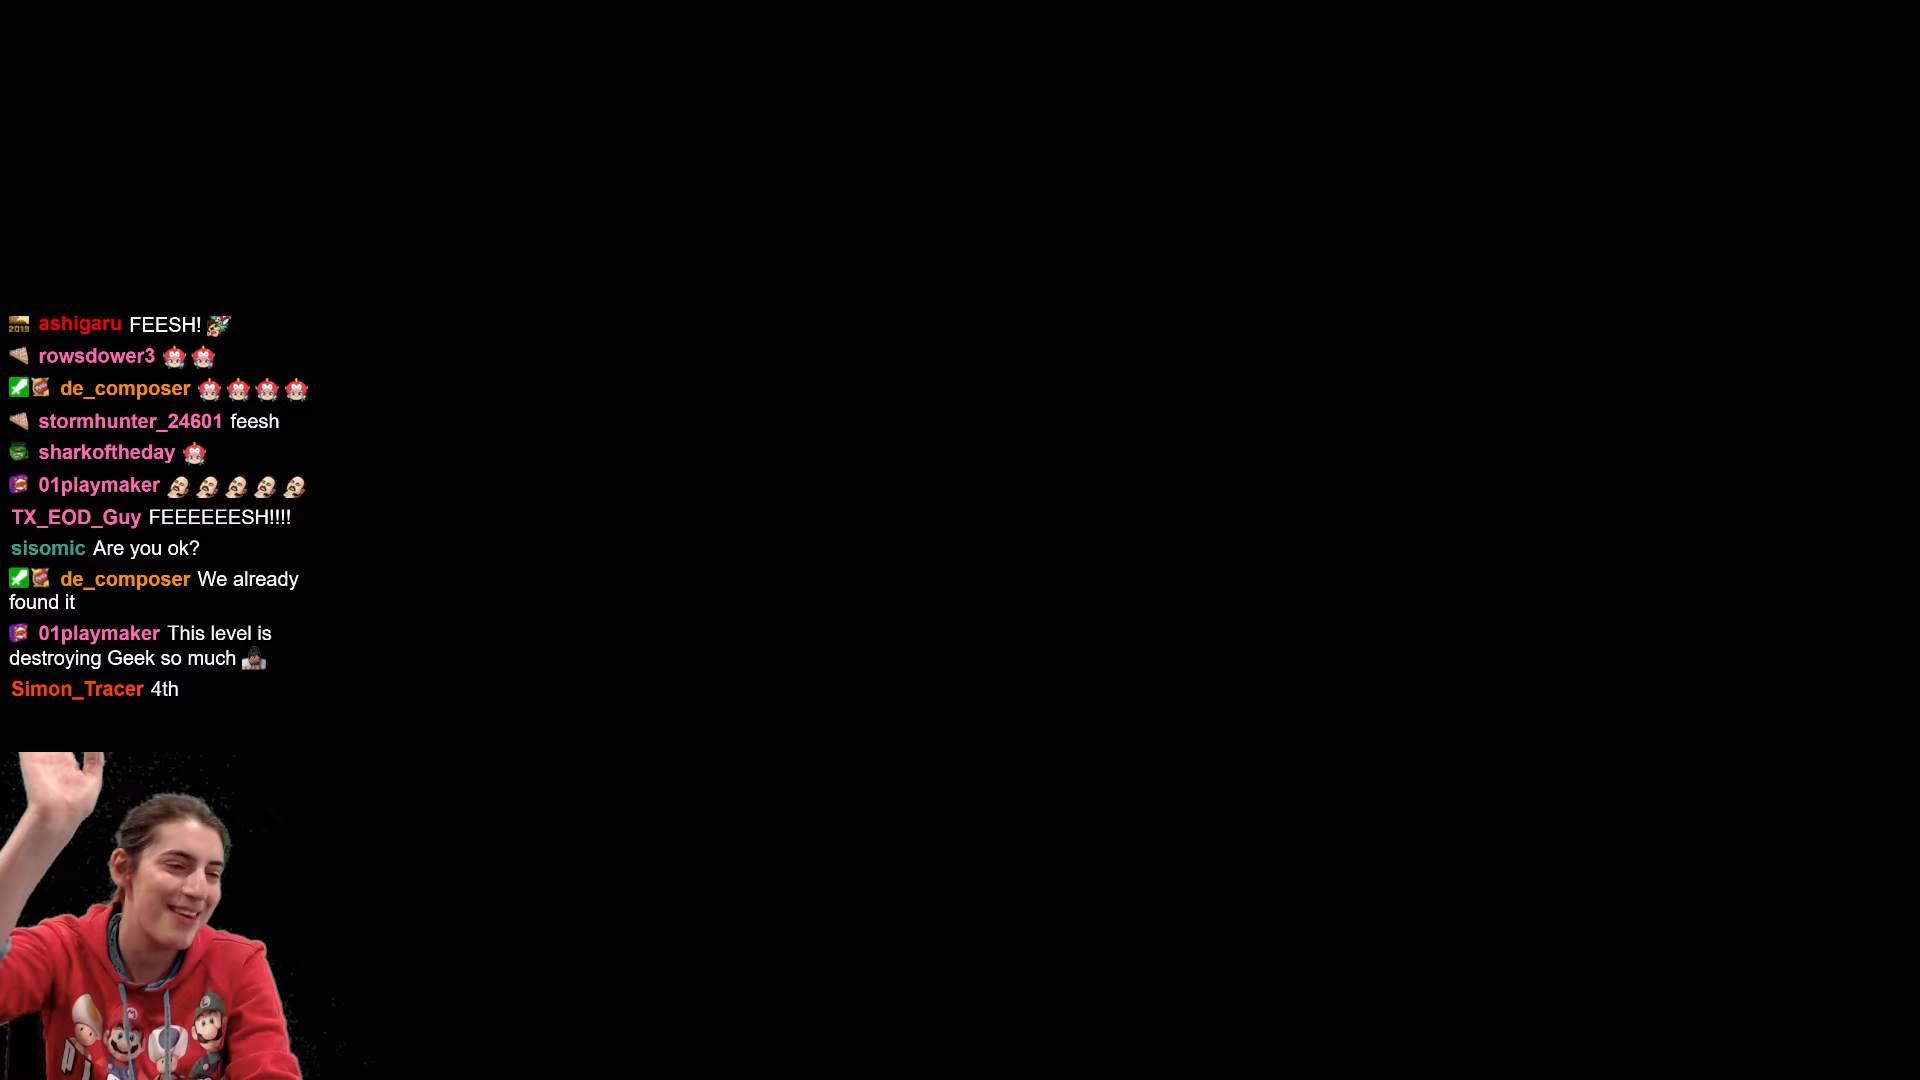 2019 ashigaru FEESH!
rowsdower3
de_composer
stormhunter_24601 feesh
sharkoftheday
01playmaker
TX_EOD_Guy FEEEEEESH!!!!
sisomic Are you ok?
de_composer We already
found it
01playmaker This level is
destroying Geek so much
Simon_Tracer 4th
M
L